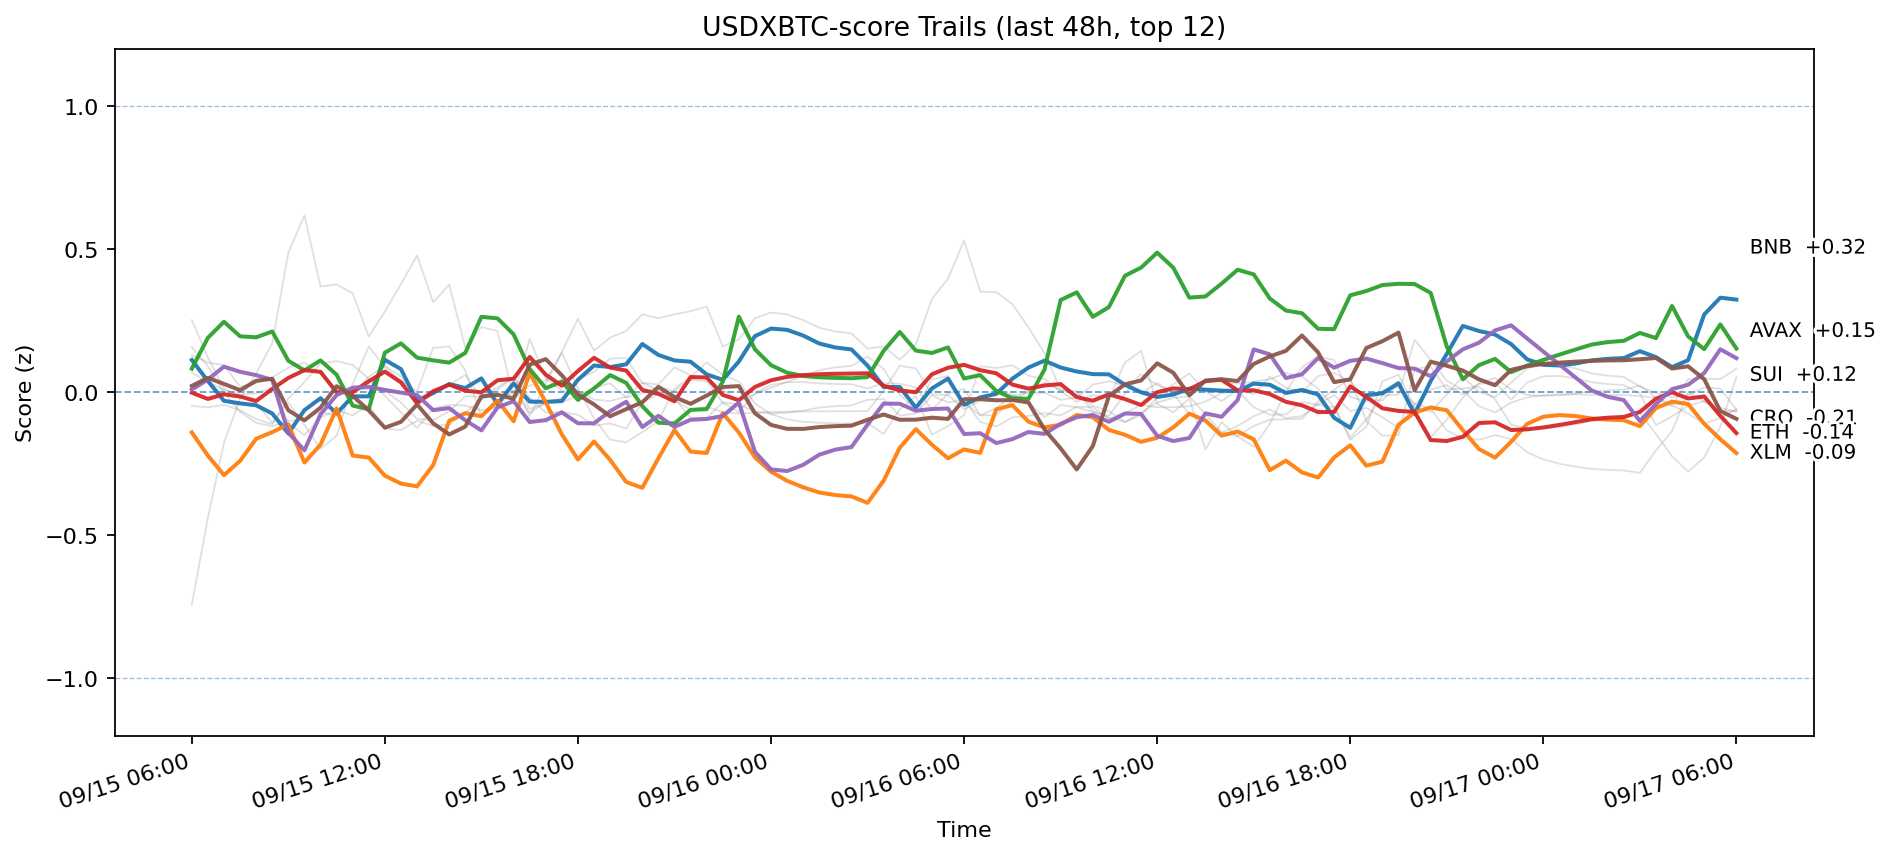 USDXBTC-score Trails (last 48h, top 12)
Score (z)
1.0
0.5
0.0
−0.5
−1.0
BNB +0.32
AVAX +0.15
SUI +0.12
CRO -0.21
ETH -0.14
XLM -0.09
09/15 06:00
09/15 12:00
09/15 18:00
09/16 00:00
09/16 06:00
09/16 12:00
09/16 18:00
09/17 00:00
09/17 06:00
Time